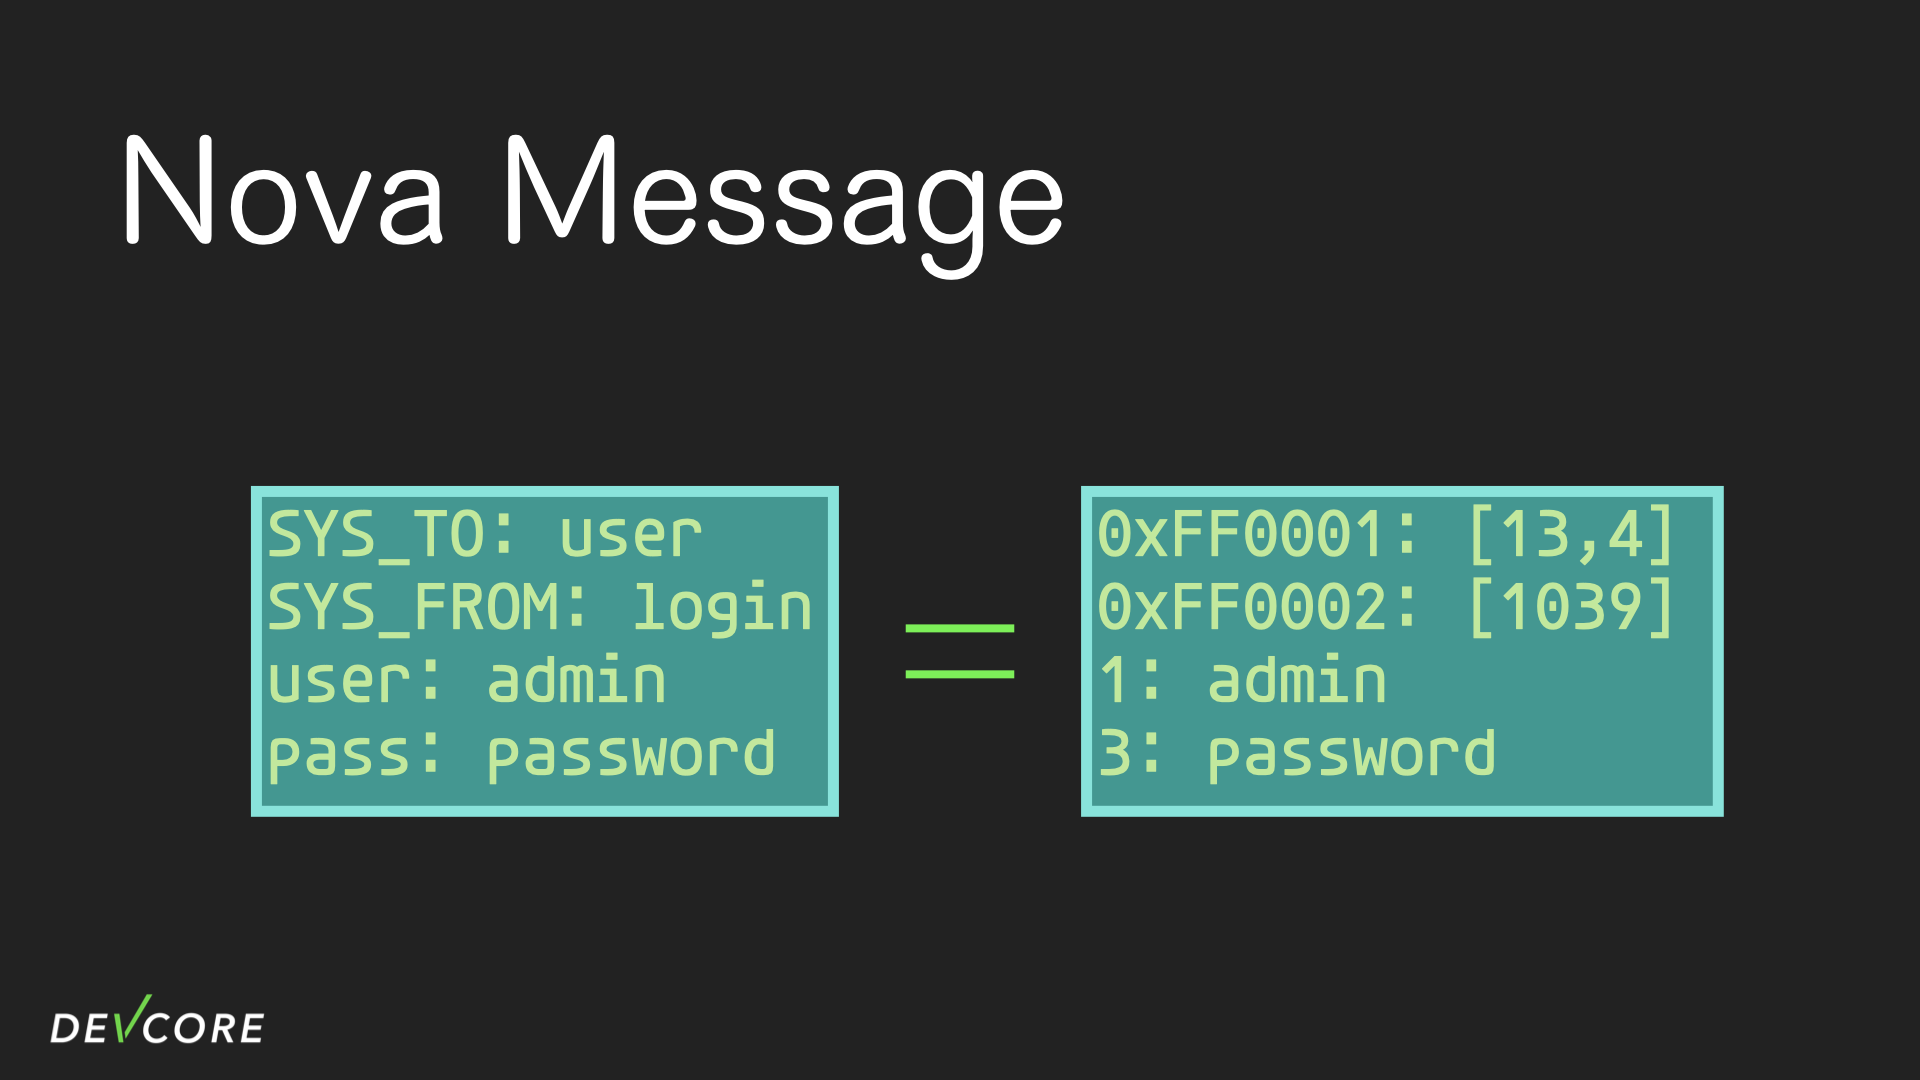 Nova Message
SYS_TO: user
SYS_FROM: login
user: admin
pass: password
=
0xFF0001: [13,4]
0xFF0002: [1039]
1: admin
3: password
DEVCORE